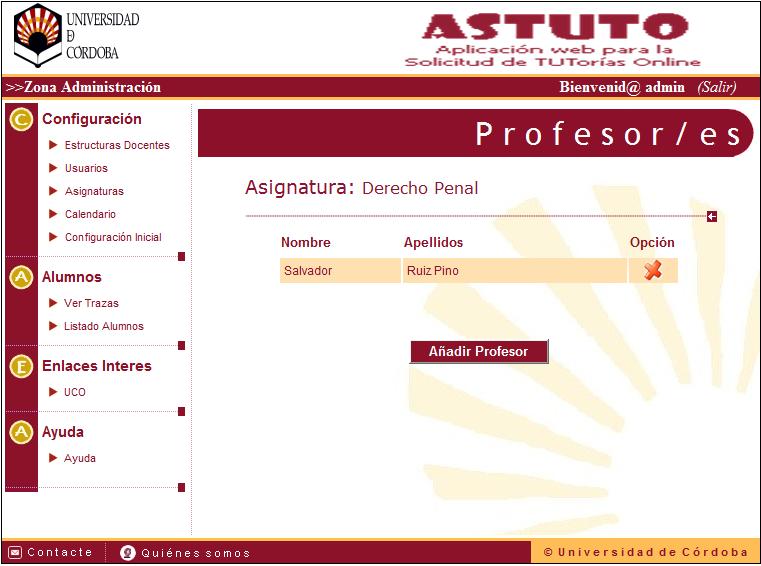 UNIVERSIDAD
Ð
CÓRDOBA
ASTUTO
Aplicación web para la
Solicitud de TUTorías Online
>>Zona Administración
Bienvenid@ admin (Salir)
C Configuración
Estructuras Docentes
Usuarios
Asignaturas
Calendario
Configuración Inicial
A Alumnos
Ver Trazas
Listado Alumnos
E Enlaces Interes
UCO
A Ayuda
Ayuda
Profesor/es
Asignatura: Derecho Penal
Nombre Apellidos Opción
Salvador Ruiz Pino
Añadir Profesor
Contacte Quiénes somos
© Universidad de Córdoba